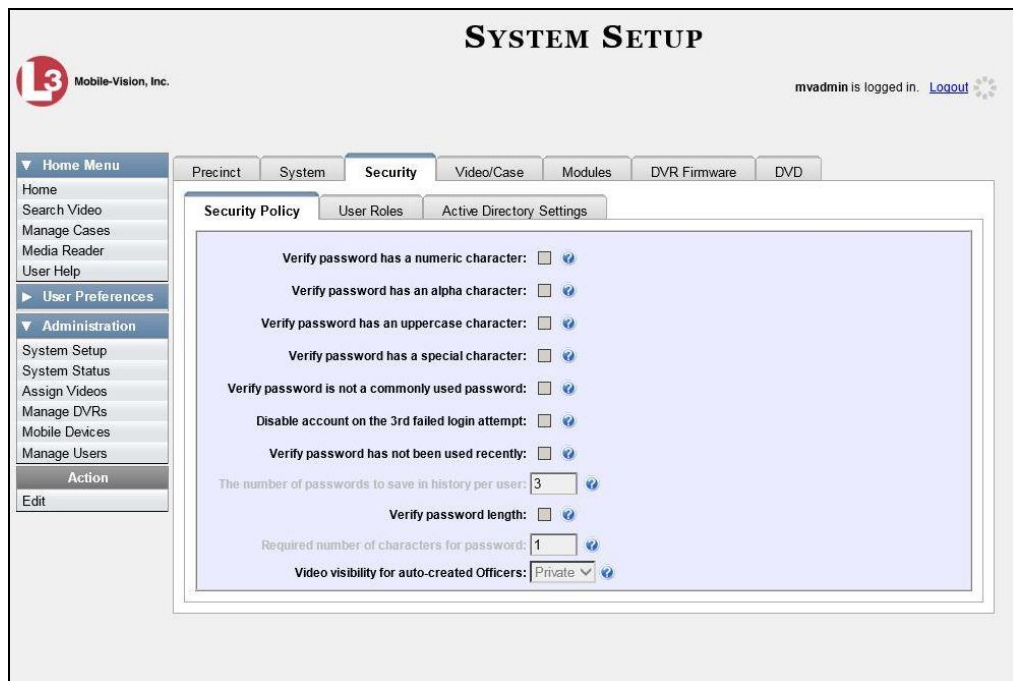 SYSTEM SETUP
L3 Mobile-Vision, Inc.
mvadmin is logged in. Logout
Home Menu
Home
Search Video
Manage Cases
Media Reader
User Help
User Preferences
Administration
System Setup
System Status
Assign Videos
Manage DVRs
Mobile Devices
Manage Users
Action
Edit
Precinct System Security Video/Case Modules DVR Firmware DVD
Security Policy User Roles Active Directory Settings
Verify password has a numeric character: ?
Verify password has an alpha character: ?
Verify password has an uppercase character: ?
Verify password has a special character: ?
Verify password is not a commonly used password: ?
Disable account on the 3rd failed login attempt: ?
Verify password has not been used recently: ?
The number of passwords to save in history per user: 3 ?
Verify password length: ?
Required number of characters for password: 1 ?
Video visibility for auto-created Officers: Private ?